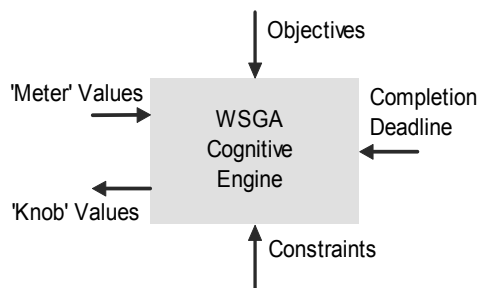 Objectives
'Meter' Values
WSGA
Cognitive
Engine
Completion
Deadline
'Knob' Values
Constraints